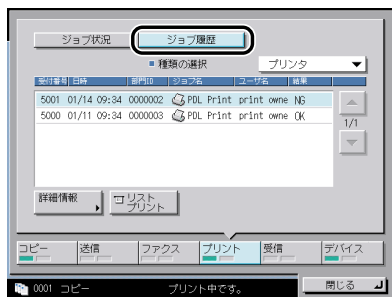 ジョブ状況 ジョブ履歴
■ 種類の選択 プリンタ ▼
受付番号 日時 部門ID ジョブ名 ユーザ名 結果
5001 01/14 09:34 0000002 PDL Print print owne NG
5000 01/11 09:34 0000003 PDL Print print owne OK
1/1
詳細情報 リスト
プリント
コピー 送信 ファクス プリント 受信 デバイス
0001 コピー プリント中です。 閉じる